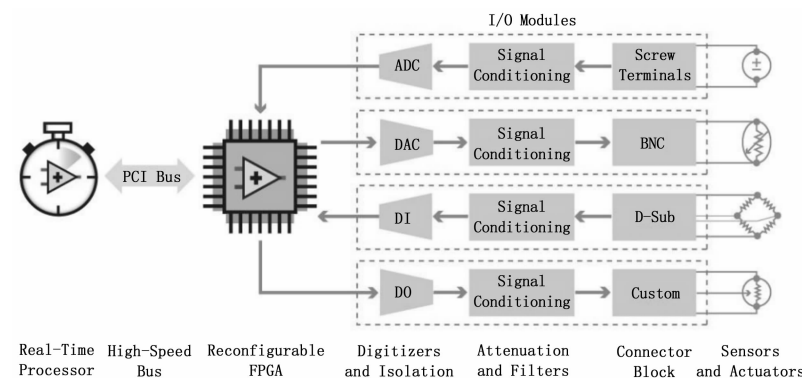 I/O Modules
ADC
Signal
Conditioning
Screw
Terminals
DAC
Signal
Conditioning
BNC
PCI Bus
DI
Signal
Conditioning
D-Sub
DO
Signal
Conditioning
Custom
Real-Time
Processor
High-Speed
Bus
Reconfigurable
FPGA
Digitizers
and Isolation
Attenuation
and Filters
Connector
Block
Sensors
and Actuators